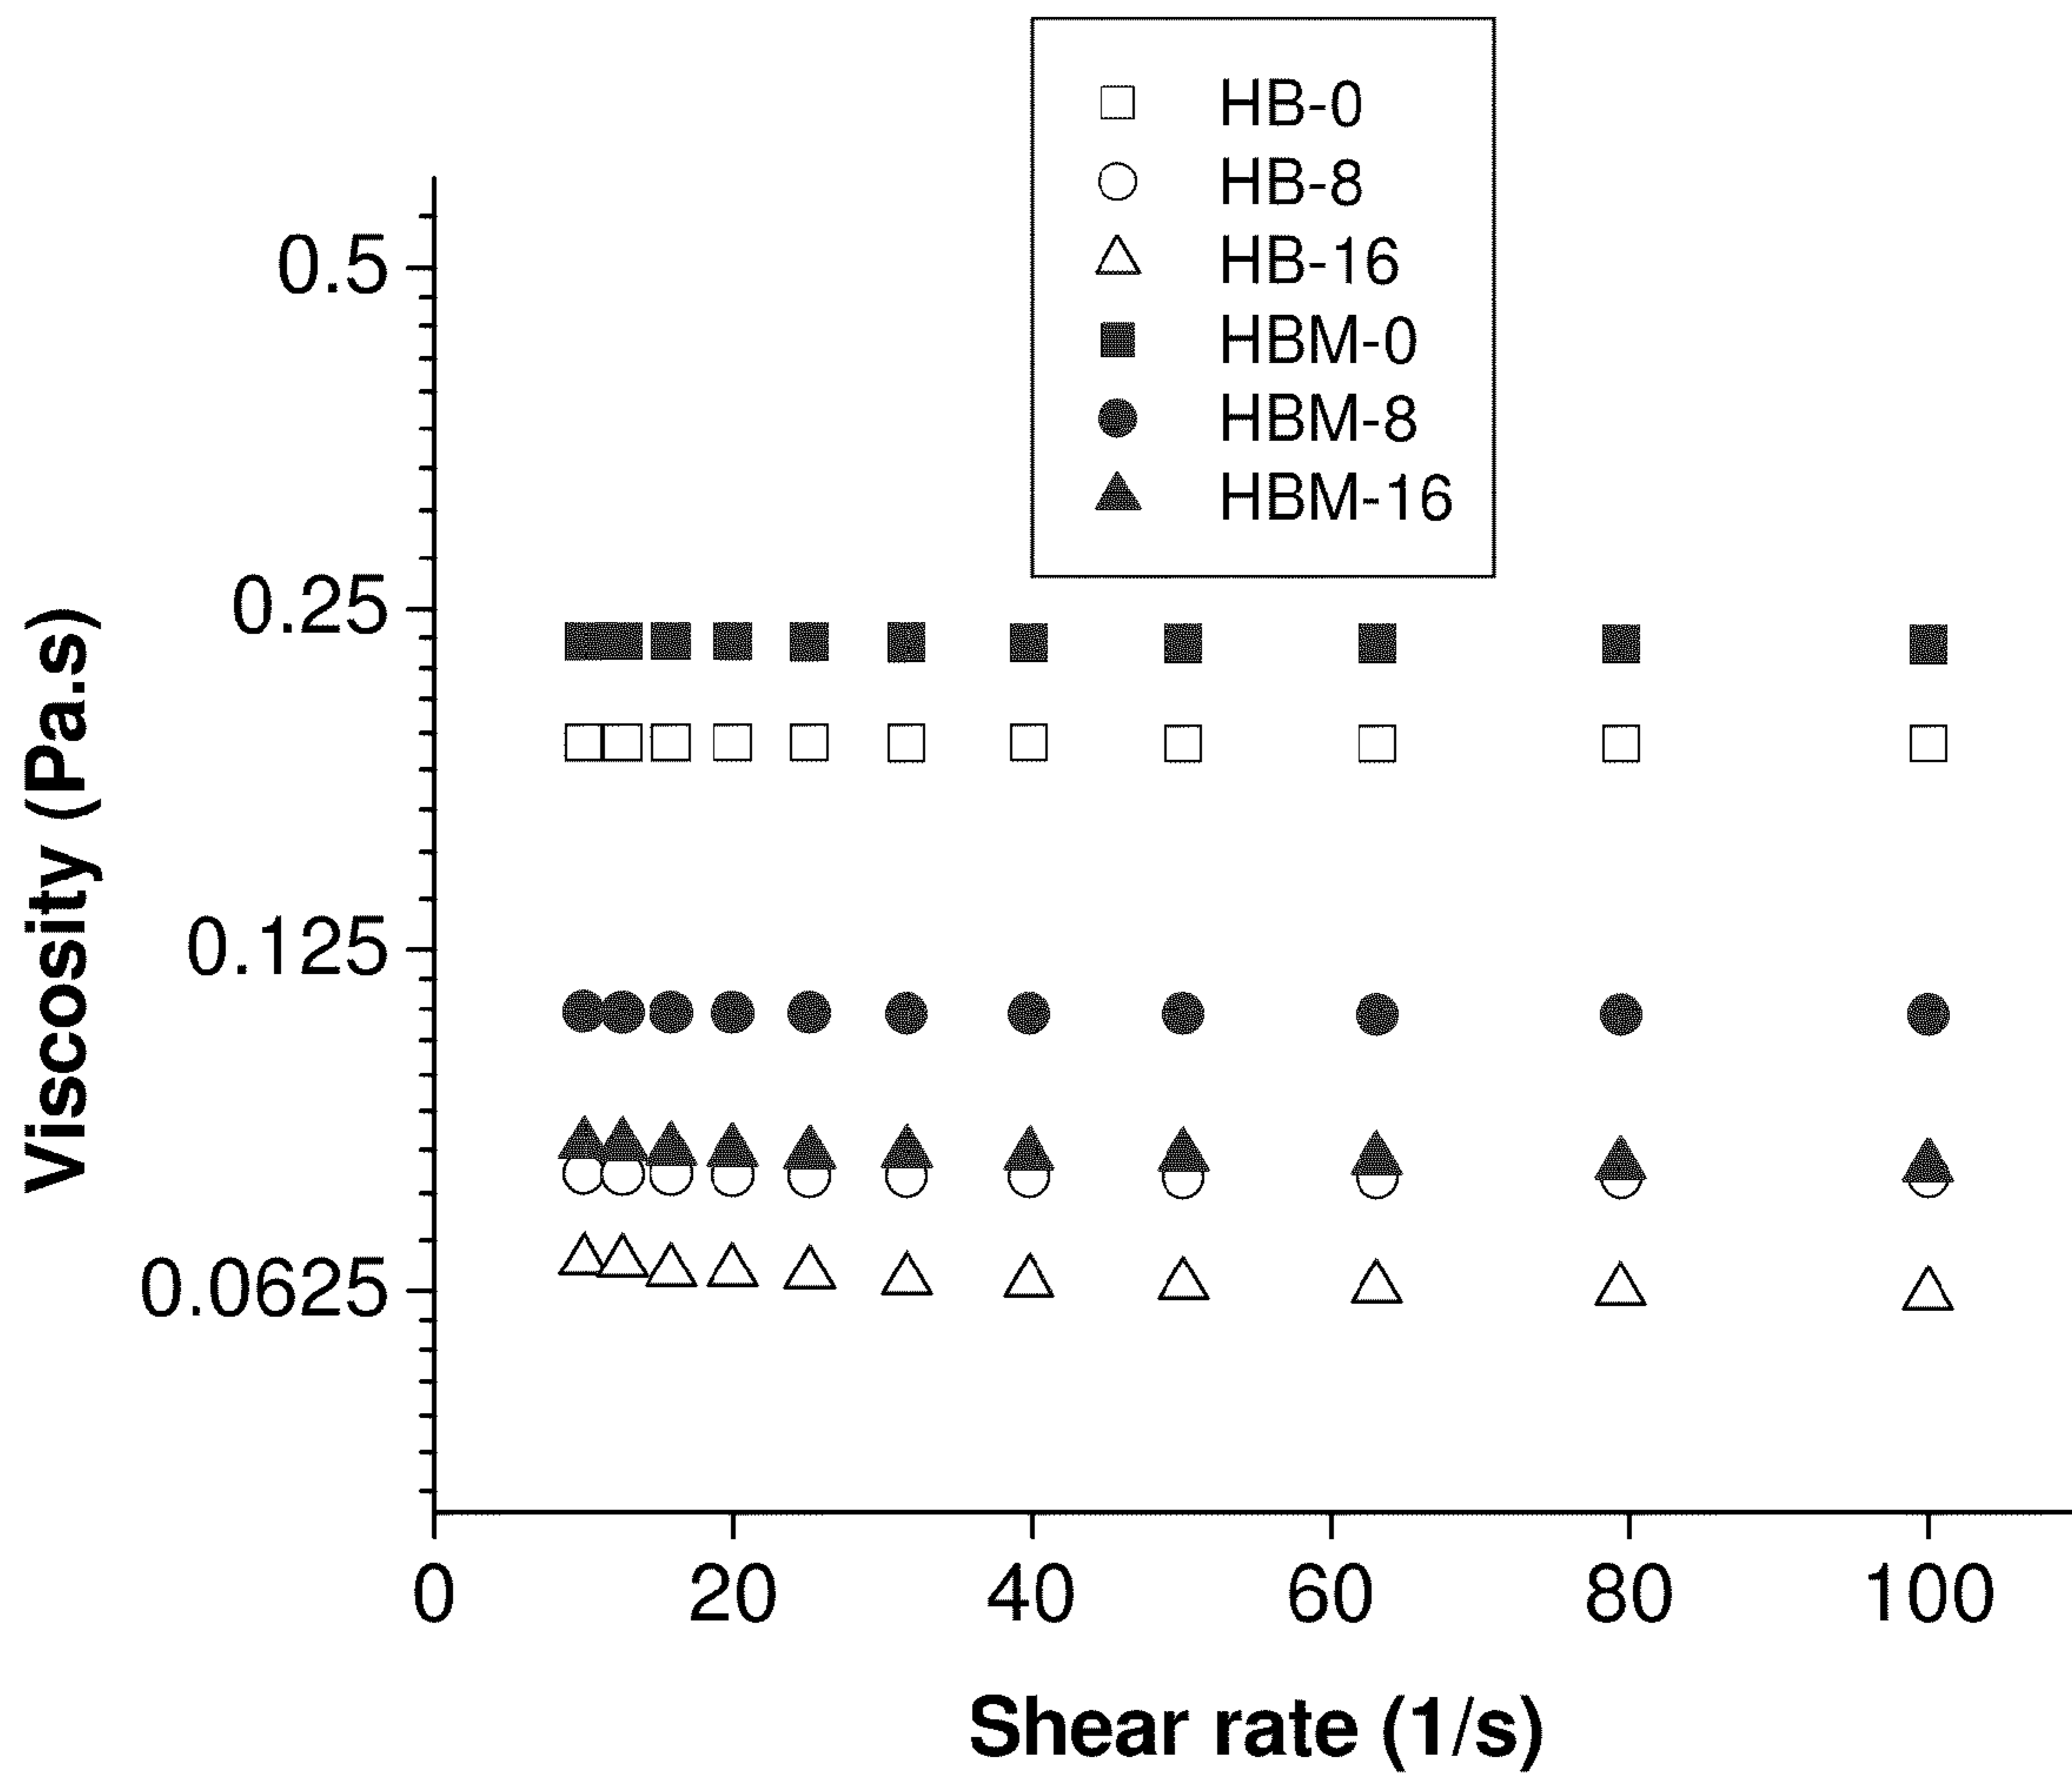 HB-0
HB-8
HB-16
HBM-0
HBM-8
HBM-16
0.5
0.25
0.125
0.0625
Viscosity (Pa.s)
0 20 40 60 80 100
Shear rate (1/s)